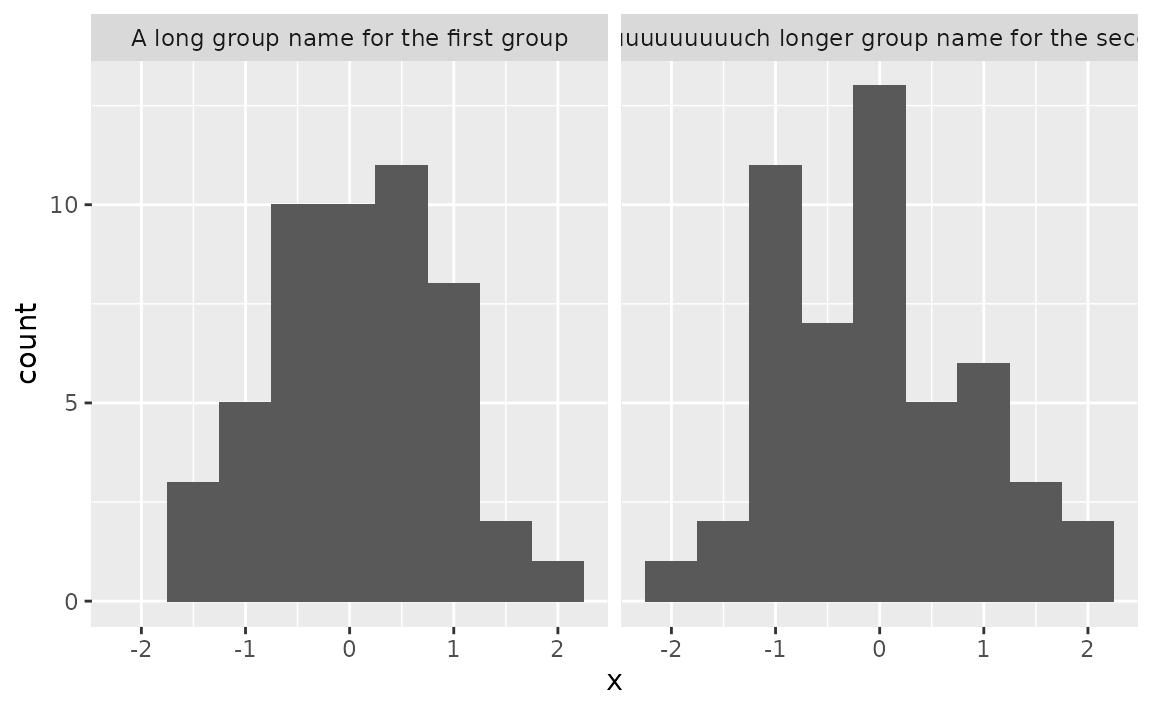 A long group name for the first group
longer group name for the
10
5
0
count
-2 -1 0 1 2
-2 -1 0 1 2
x